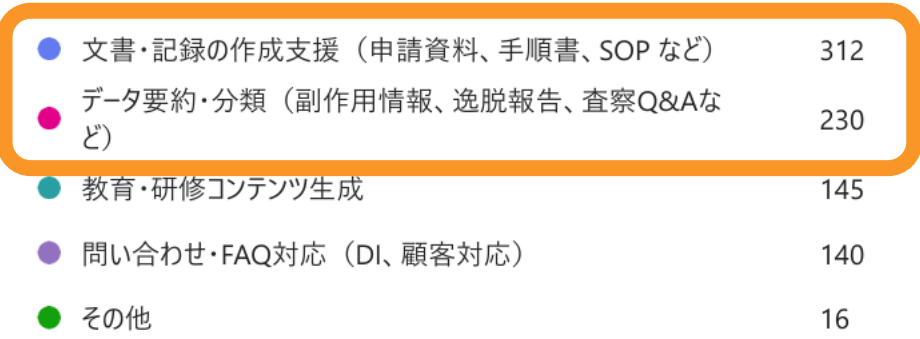 文書・記録の作成支援（申請資料、手順書、SOP など） 312
データ要約・分類（副作用情報、逸脱報告、査察Q&Aな
ど） 230
教育・研修コンテンツ生成 145
問い合わせ・FAQ対応（DI、顧客対応） 140
その他 16